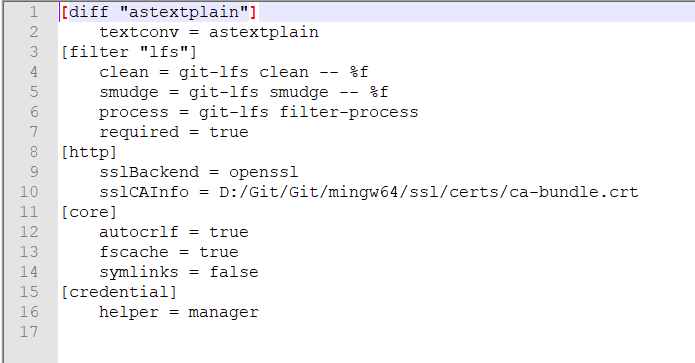 1 [diff "astextplain"]
2     textconv = astextplain
3 [filter "lfs"]
4     clean = git-lfs clean -- %f
5     smudge = git-lfs smudge -- %f
6     process = git-lfs filter-process
7     required = true
8 [http]
9     sslBackend = openssl
10     sslCAInfo = D:/Git/Git/mingw64/ssl/certs/ca-bundle.crt
11 [core]
12     autocrlf = true
13     fscache = true
14     symlinks = false
15 [credential]
16     helper = manager
17